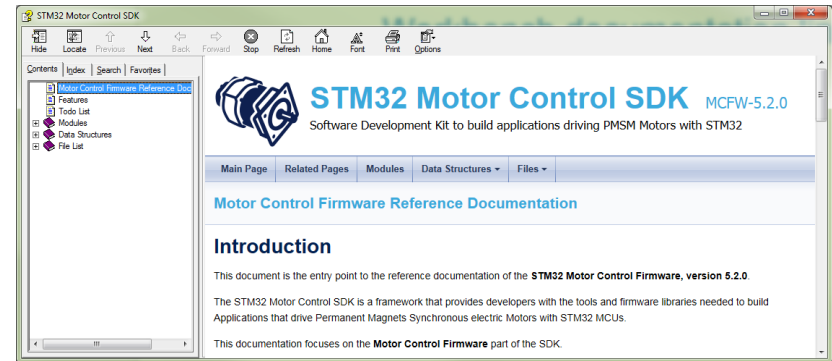 STM32 Motor Control SDK
Hide Locate Previous Next Back Forward Stop Refresh Home Font Print Options
Contents Index Search Favorites
Motor Control Firmware Reference Doc
Features
Todo List
Modules
Data Structures
File List
STM32 Motor Control SDK MCFW-5.2.0
Software Development Kit to build applications driving PMSM Motors with STM32
Main Page Related Pages Modules Data Structures Files
Motor Control Firmware Reference Documentation
Introduction
This document is the entry point to the reference documentation of the STM32 Motor Control Firmware, version 5.2.0.
The STM32 Motor Control SDK is a framework that provides developers with the tools and firmware libraries needed to build
Applications that drive Permanent Magnets Synchronous electric Motors with STM32 MCUs.
This documentation focuses on the Motor Control Firmware part of the SDK.